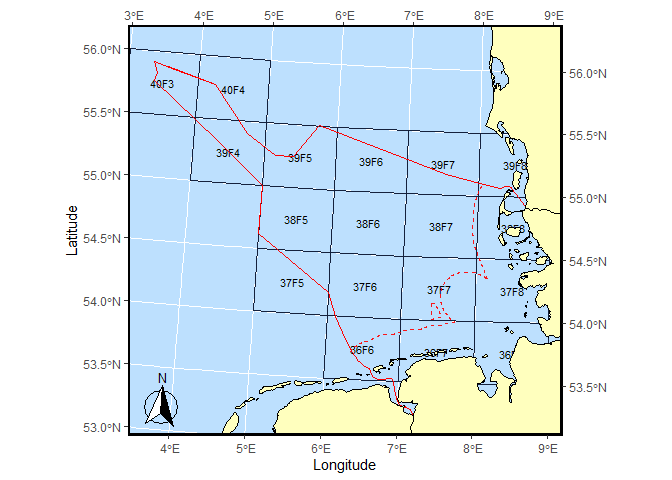 3°E 4°E 5°E 6°E 7°E 8°E 9°E
56.0°N
56.0°N
40F3
40F4
55.5°N
55.5°N
39F4
39F5
39F6
39F7
39F8
55.0°N
55.0°N
38F5
38F6
38F7
38F8
Latitude
54.5°N
54.5°N
37F5
37F6
37F7
37F8
54.0°N
54.0°N
36F6
36F7
53.5°N
53.5°N
N
53.0°N
4°E 5°E 6°E 7°E 8°E 9°E
Longitude